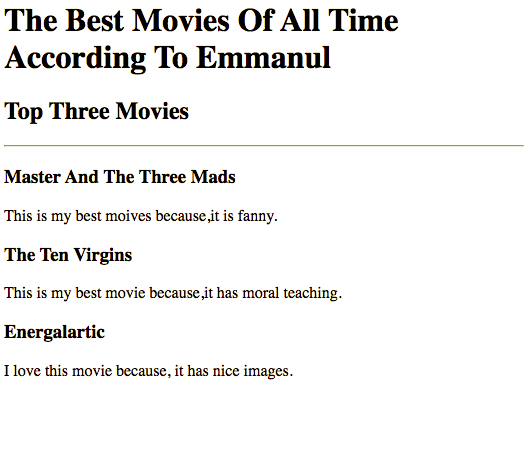 The Best Movies Of All Time
According To Emmanul
Top Three Movies
Master And The Three Mads
This is my best moives because,it is fanny.
The Ten Virgins
This is my best movie because,it has moral teaching.
Energalartic
I love this movie because, it has nice images.